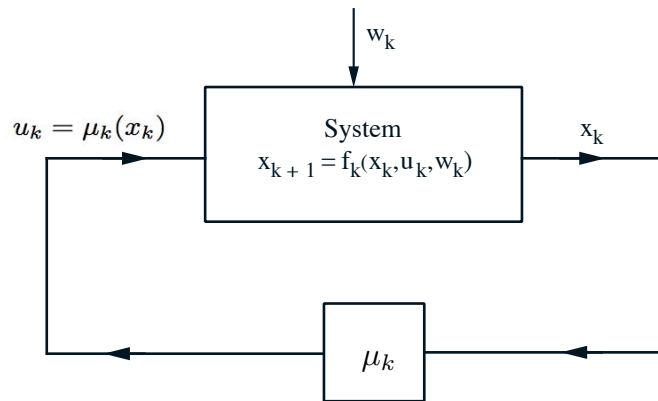 w_k
u_k = μ_k(x_k)
System
x_k
x_{k + 1} = f_k(x_k,u_k,w_k)
μ_k